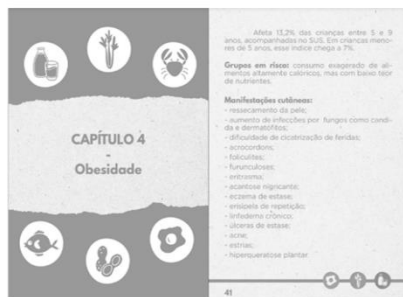 CAPÍTULO 4
-
Obesidade
Afeta 13,2% das crianças entre 5 e 9
anos, acompanhadas no SUS. Em crianças meno-
res de 5 anos, esse índice chega a 7%.
Grupos em risco: consumo exagerado de ali-
mentos altamente calóricos, mas com baixo teor
de nutrientes.
Manifestações cutâneas:
- ressecamento da pele;
- aumento de infecções por fungos como candi-
da e dermatófitos;
- dificuldade de cicatrização de feridas;
- acrocordons;
- foliculites;
- furunculoses;
- eritrasma;
- acantose nigricante;
- eczema de estase;
- erisipela de repetição;
- linfedema crônico;
- úlceras de estase;
- acne;
- estrias;
- hiperqueratose plantar.
41